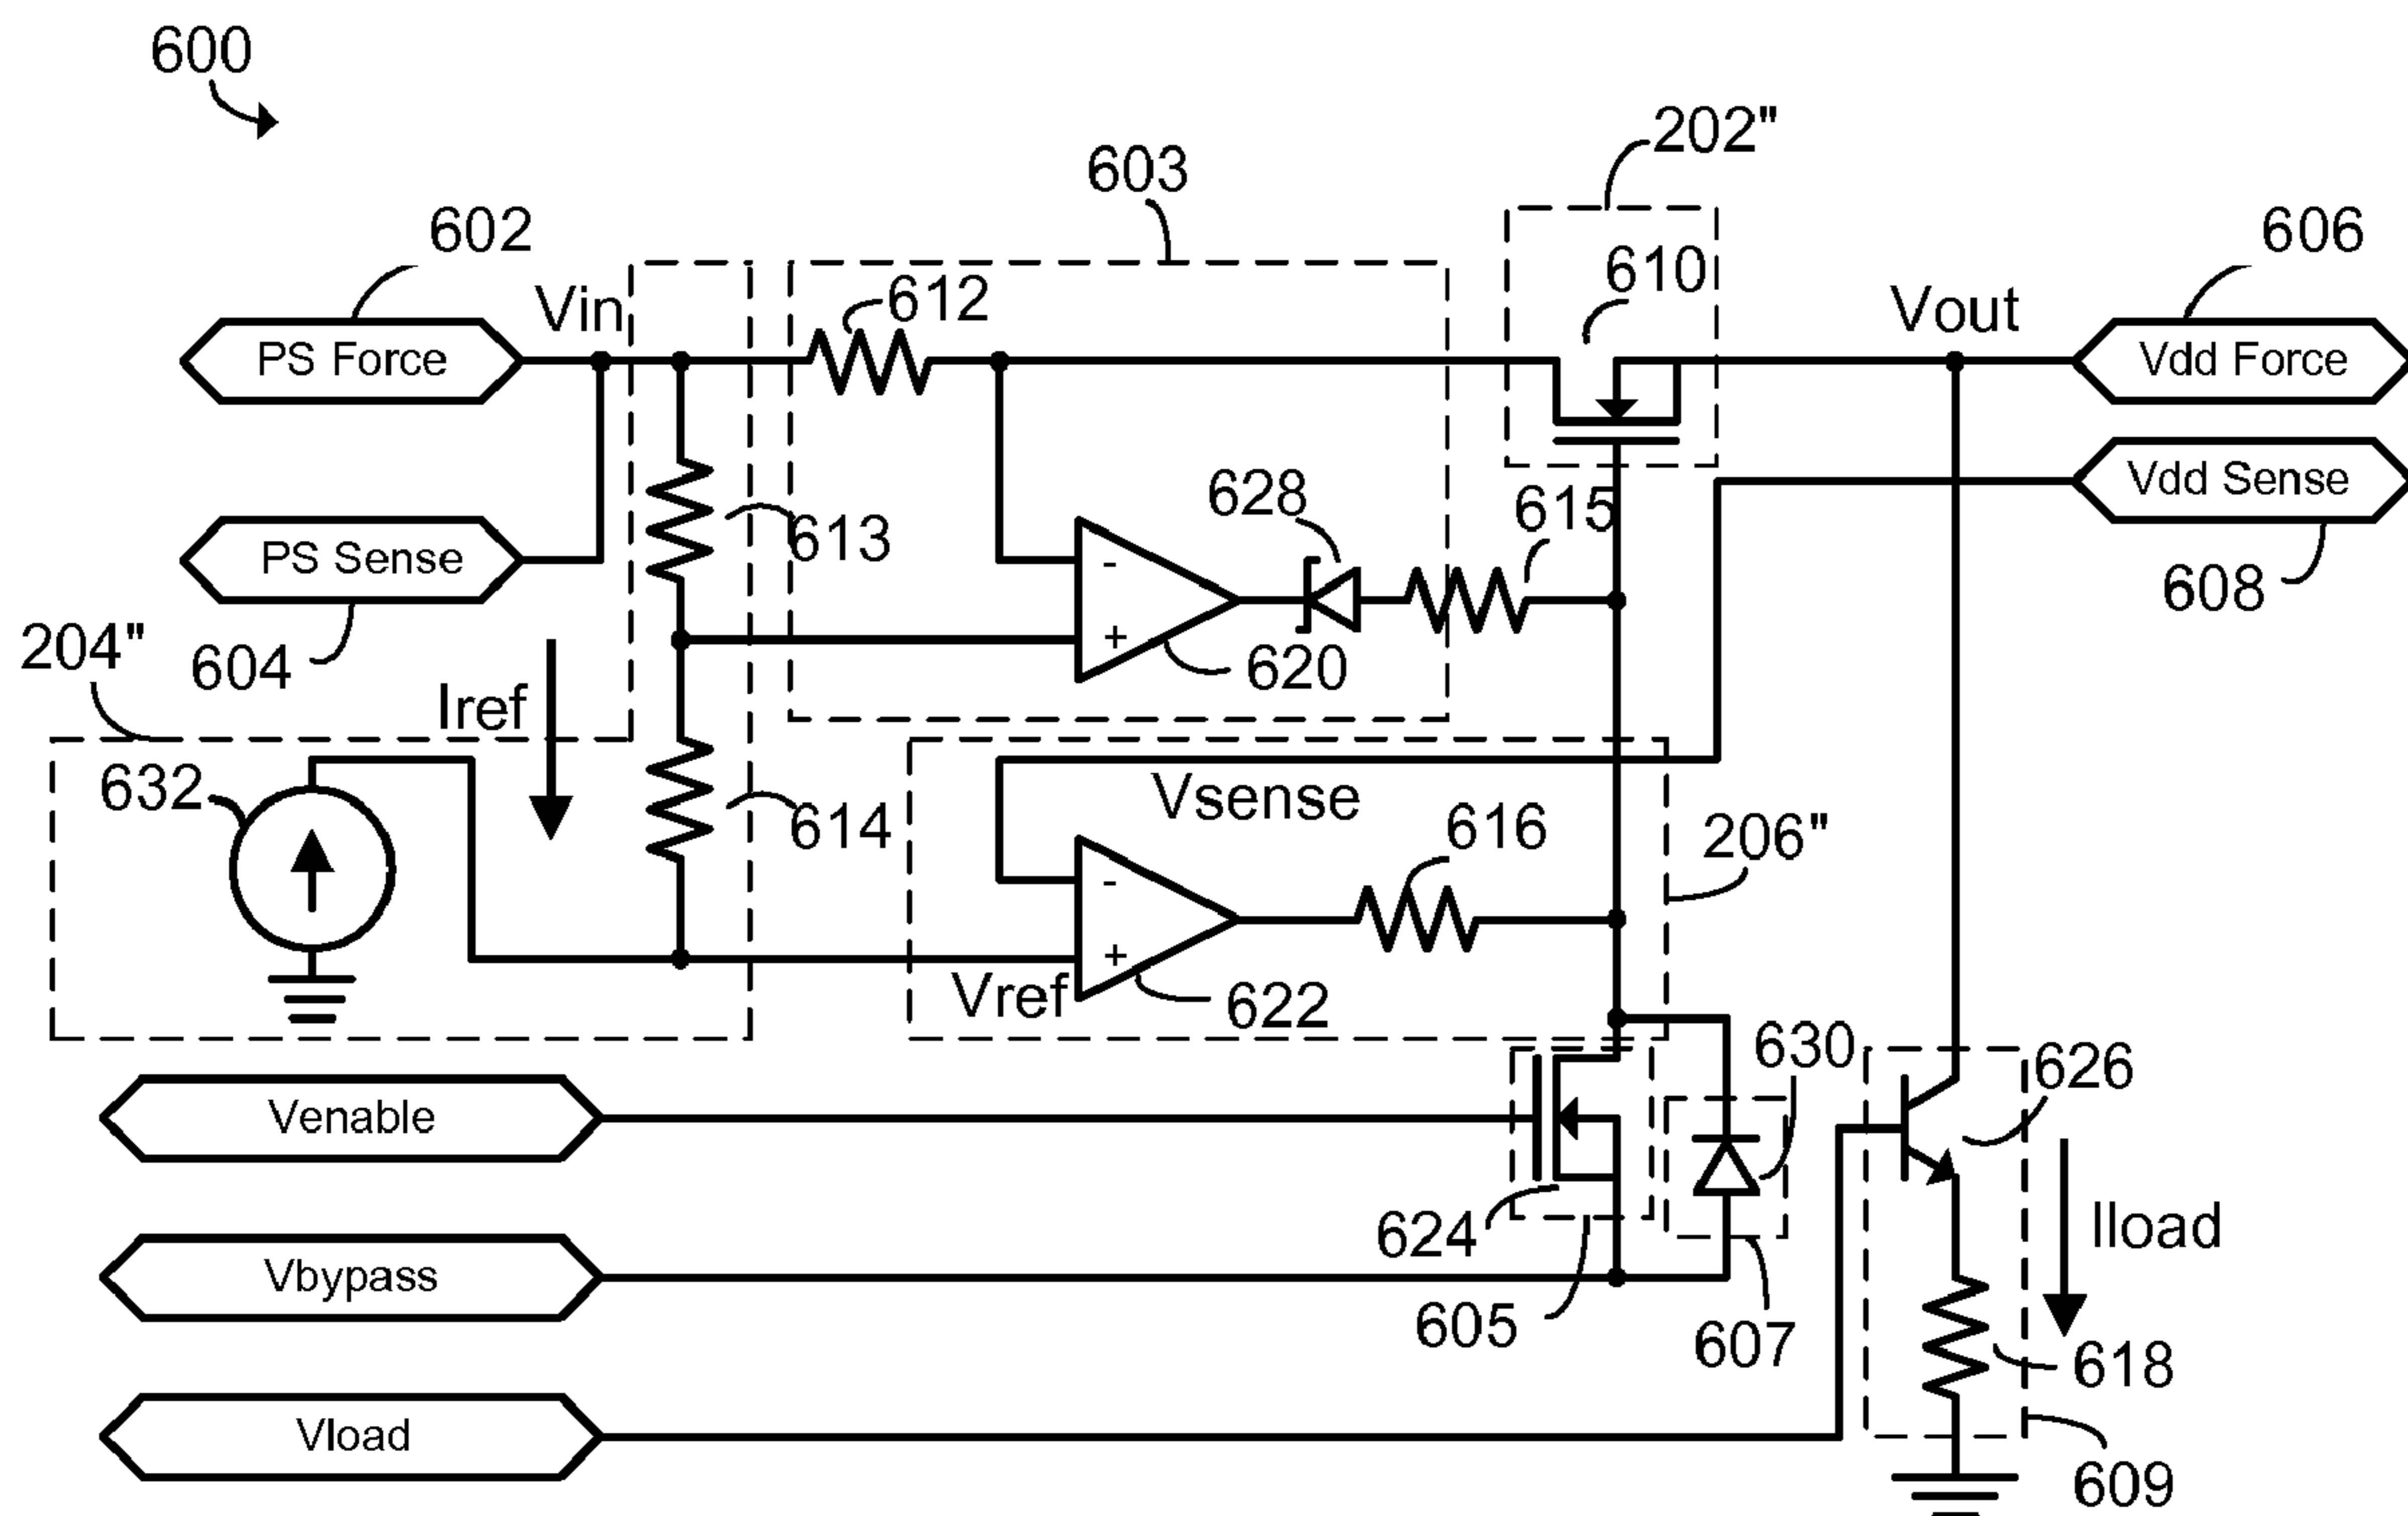 600
202"
603
602
606
610
612
Vin
Vout
PS Force
Vdd Force
Vdd Sense
628
615
613
PS Sense
-
+
608
204"
604
620
Iref
632
Vsense
614
616
206"
-
+
Vref
622
630
626
Venable
624
Iload
Vbypass
605
607
618
Vload
609